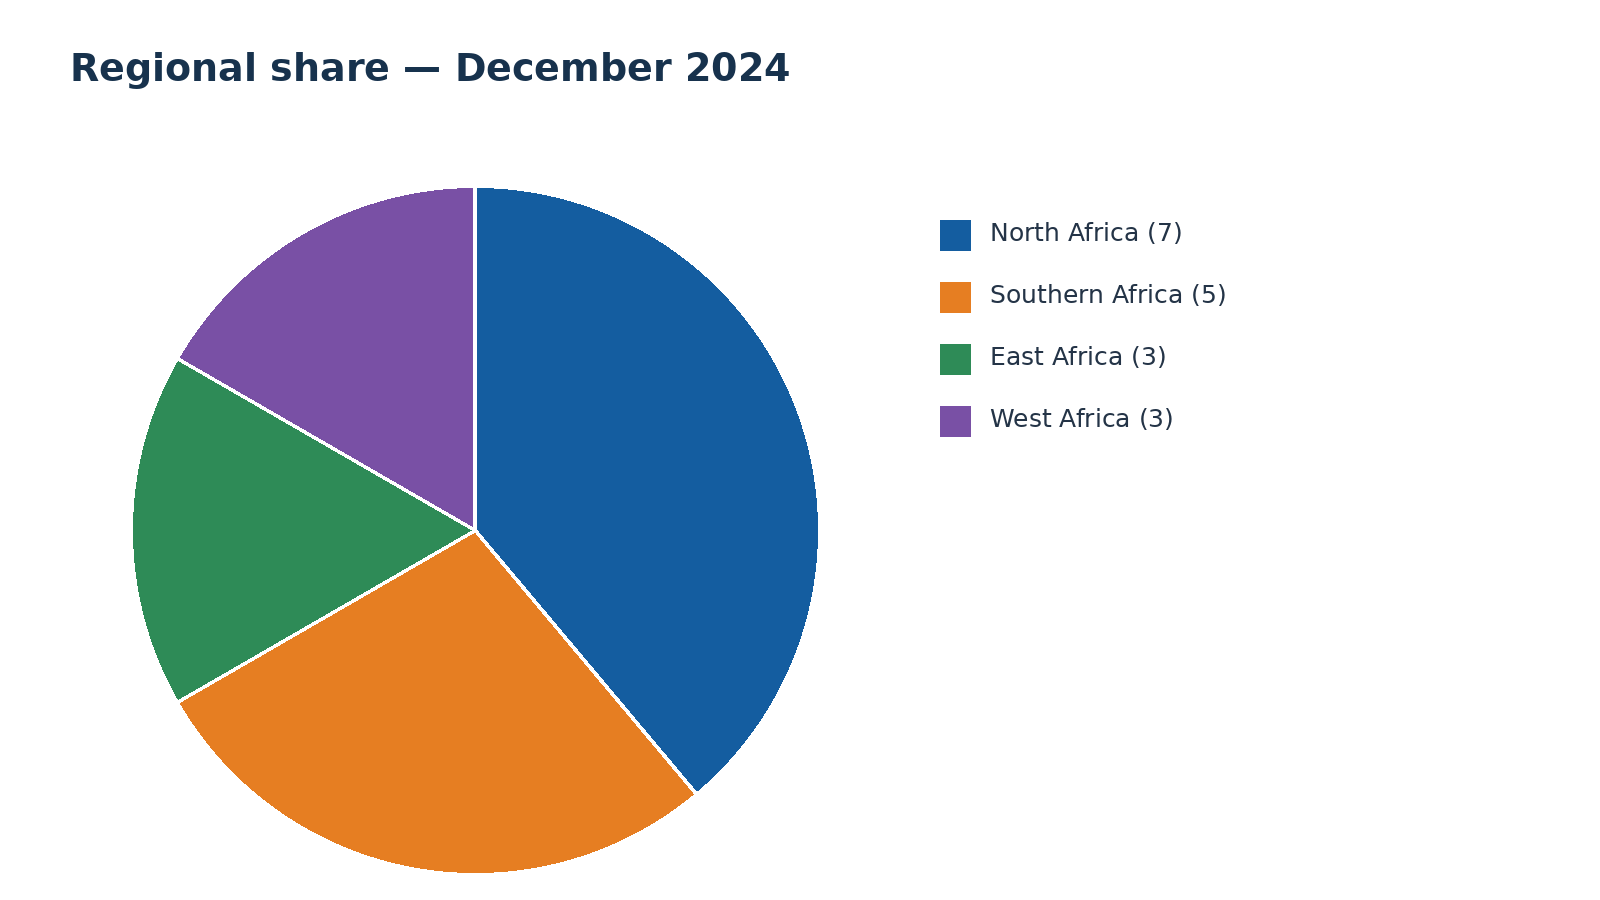 Regional share — December 2024
North Africa (7)
Southern Africa (5)
East Africa (3)
West Africa (3)